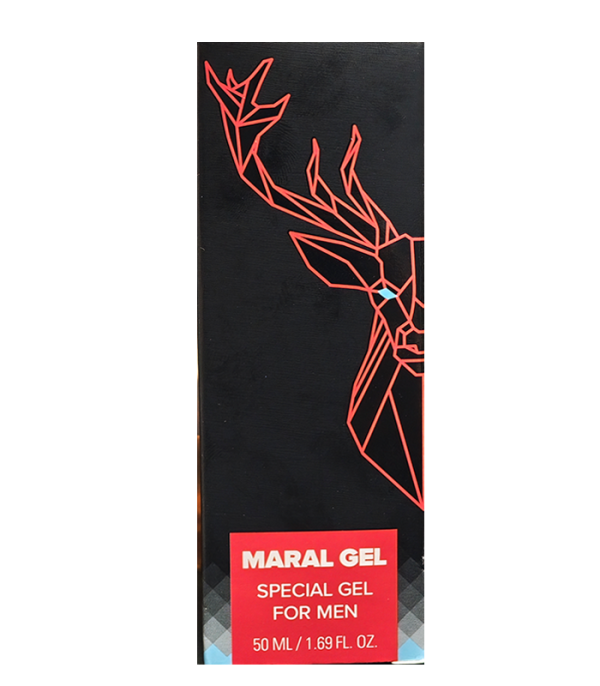 MARAL GEL
SPECIAL GEL
FOR MEN
50 ML / 1.69 FL. OZ.